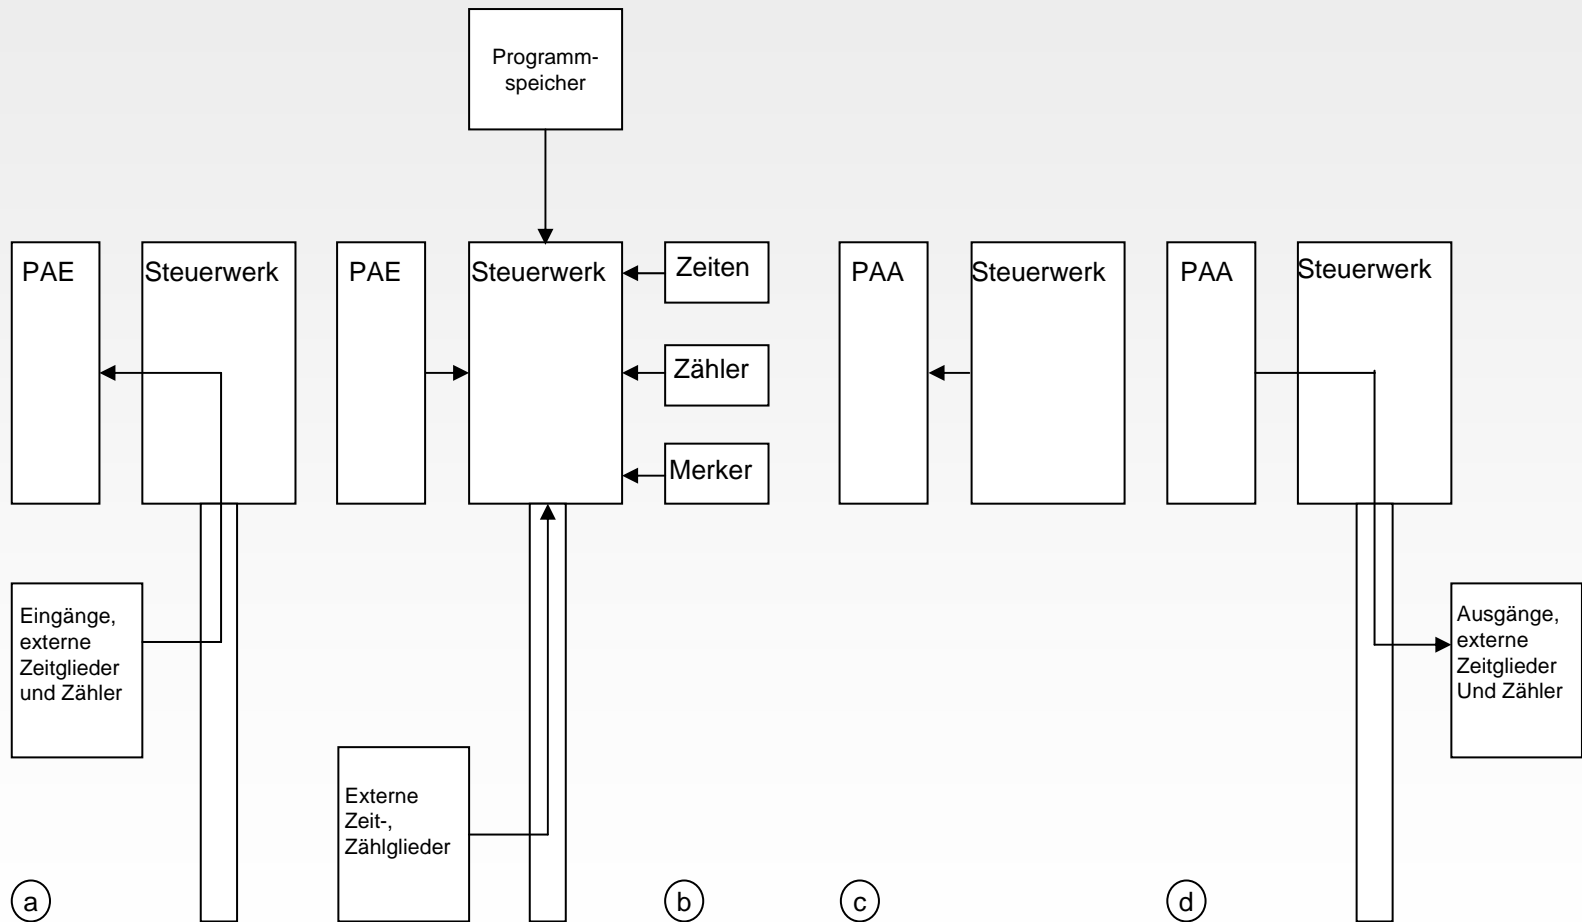 Programm-
speicher
PAE
Steuerwerk
PAE
Steuerwerk
Zeiten
Zähler
Merker
PAA
Steuerwerk
PAA
Steuerwerk
Eingänge,
externe
Zeitglieder
und Zähler
Externe
Zeit-,
Zählglieder
Ausgänge,
externe
Zeitglieder
Und Zähler
a
b
c
d